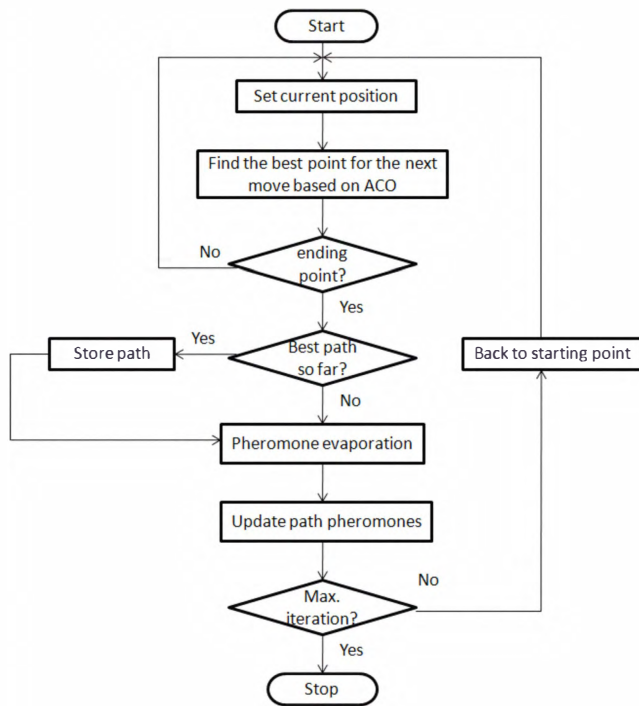 Start
Set current position
Find the best point for the next
move based on ACO
No
ending
point?
Yes
Store path
Yes
Best path
so far?
Back to starting point
No
Pheromone evaporation
Update path pheromones
Max.
iteration?
No
Yes
Stop